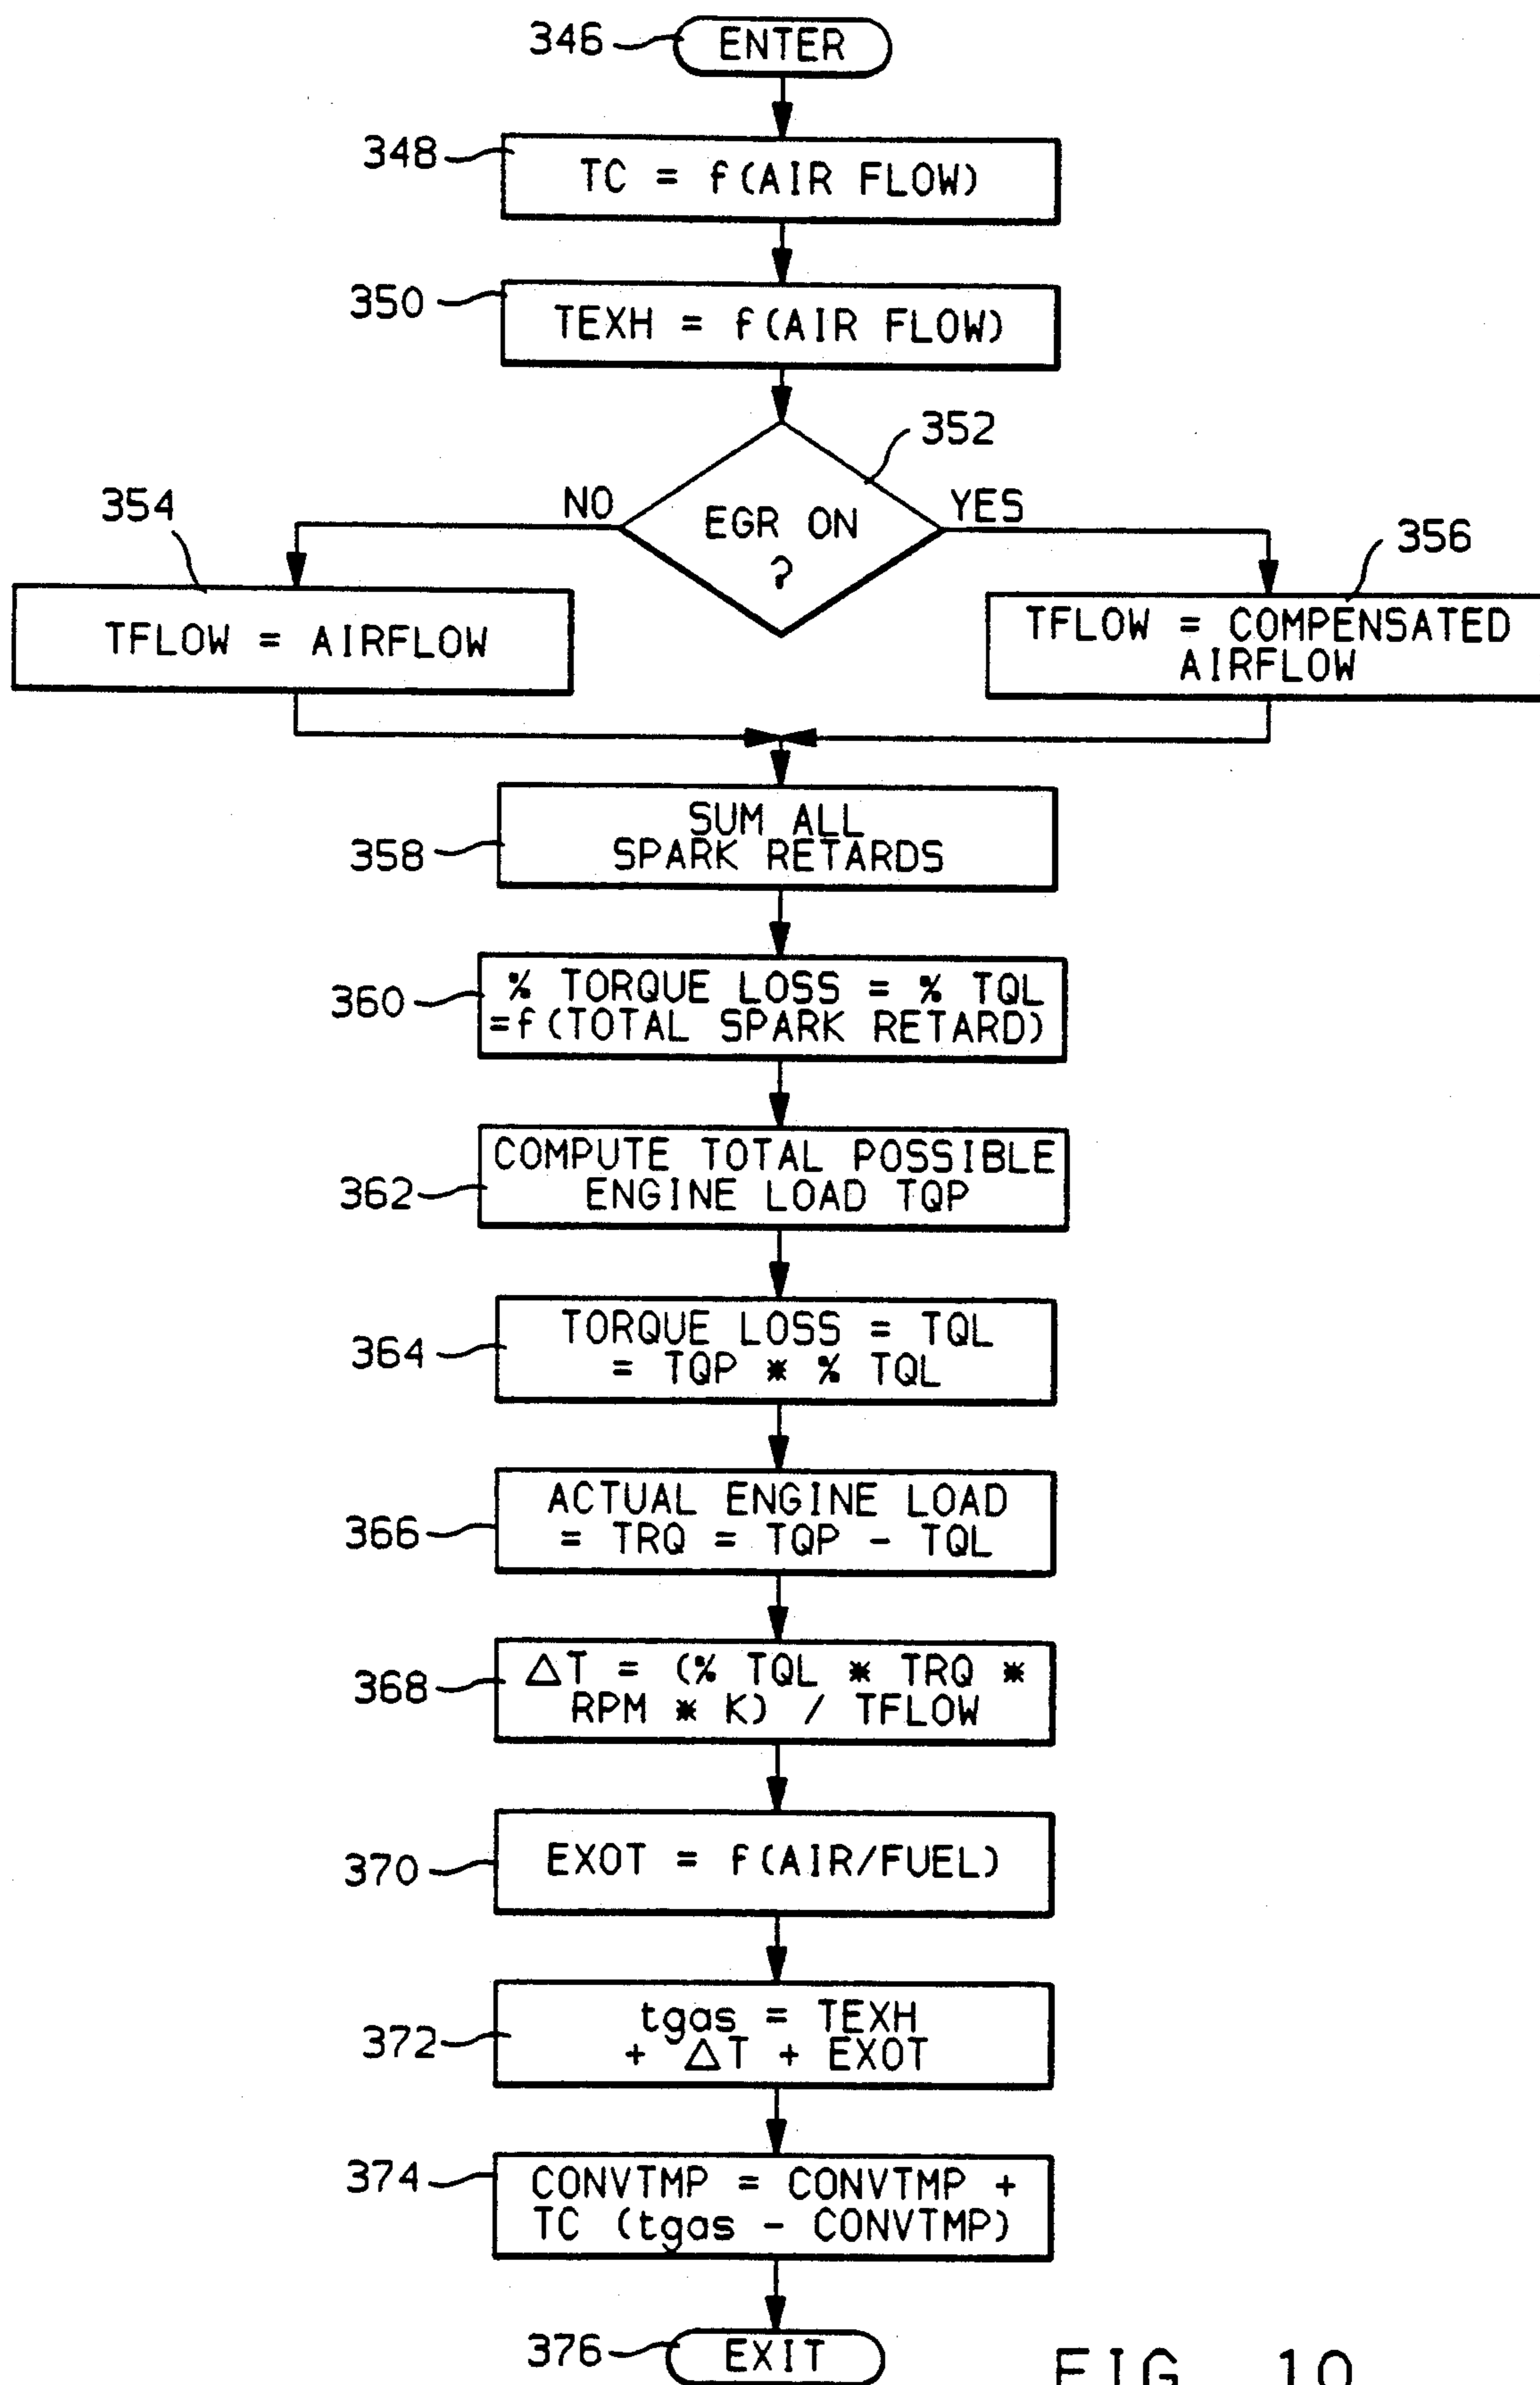 346
ENTER
348
TC = f(AIR FLOW)
350
TEXH = f(AIR FLOW)
352
EGR ON
?
NO
YES
354
TFLOW = AIRFLOW
356
TFLOW = COMPENSATED
AIRFLOW
358
SUM ALL
SPARK RETARDS
360
% TORQUE LOSS = % TQL
=f(TOTAL SPARK RETARD)
362
COMPUTE TOTAL POSSIBLE
ENGINE LOAD TQP
364
TORQUE LOSS = TQL
= TQP * % TQL
366
ACTUAL ENGINE LOAD
= TRQ = TQP - TQL
368
△T = (% TQL * TRQ *
RPM * K) / TFLOW
370
EXOT = f(AIR/FUEL)
372
tgas = TEXH
+ △T + EXOT
374
CONVTMP = CONVTMP +
TC (tgas - CONVTMP)
376
EXIT
FIG. 10